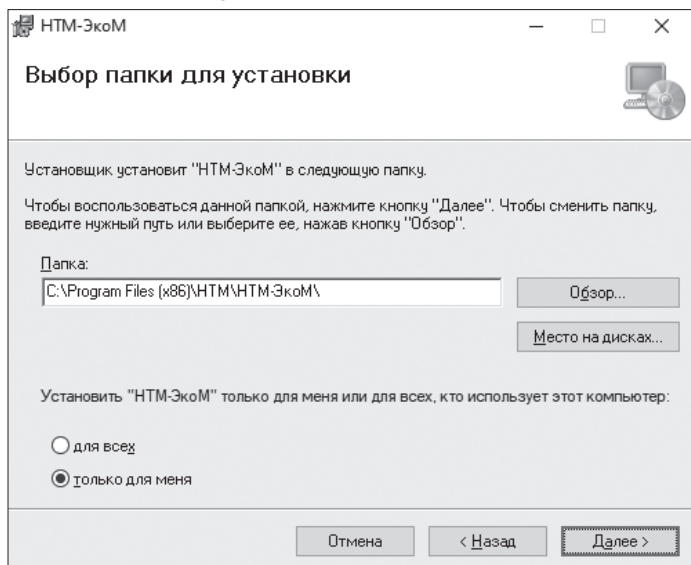 НТМ-ЭкоМ
Выбор папки для установки
Установщик установит "НТМ-ЭкоМ" в следующую папку.
Чтобы воспользоваться данной папкой, нажмите кнопку "Далее". Чтобы сменить папку,
введите нужный путь или выберите ее, нажав кнопку "Обзор".
Папка:
C:\Program Files (x86)\НТМ\НТМ-ЭкоМ\
Обзор...
Место на дисках...
Установить "НТМ-ЭкоМ" только для меня или для всех, кто использует этот компьютер:
для всех
только для меня
Отмена
< Назад
Далее >